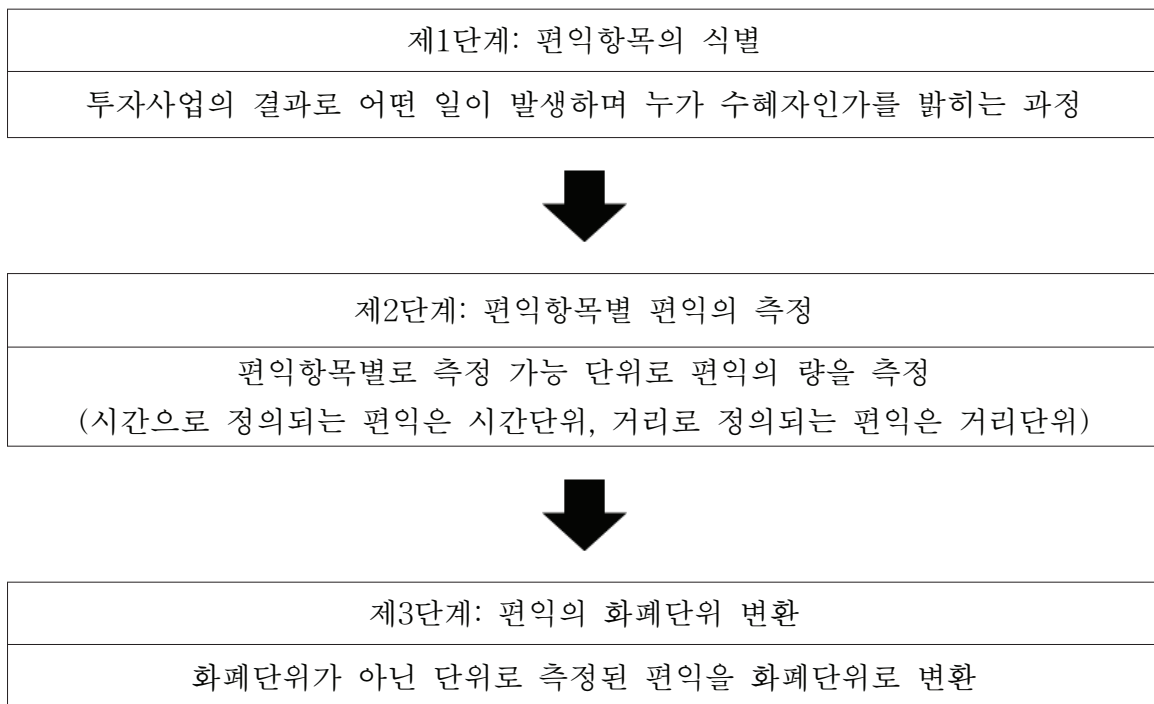 제1단계: 편익항목의 식별
투자사업의 결과로 어떤 일이 발생하며 누가 수혜자인가를 밝히는 과정
제2단계: 편익항목별 편익의 측정
편익항목별로 측정 가능 단위로 편익의 량을 측정
(시간으로 정의되는 편익은 시간단위, 거리로 정의되는 편익은 거리단위)
제3단계: 편익의 화폐단위 변환
화폐단위가 아닌 단위로 측정된 편익을 화폐단위로 변환